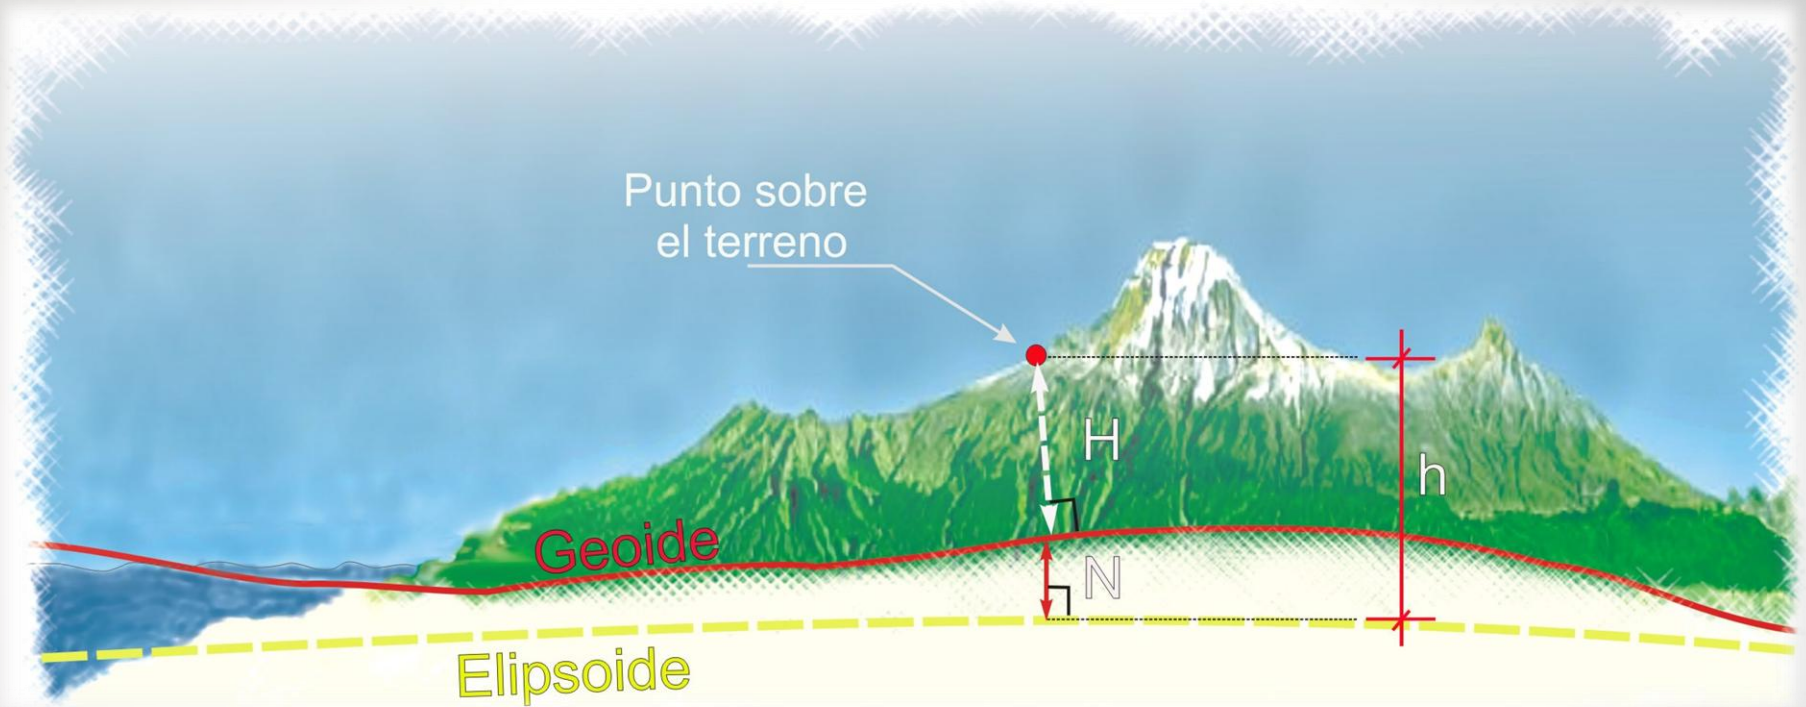 Punto sobre
el terreno
H
h
Geoide
N
Elipsoide